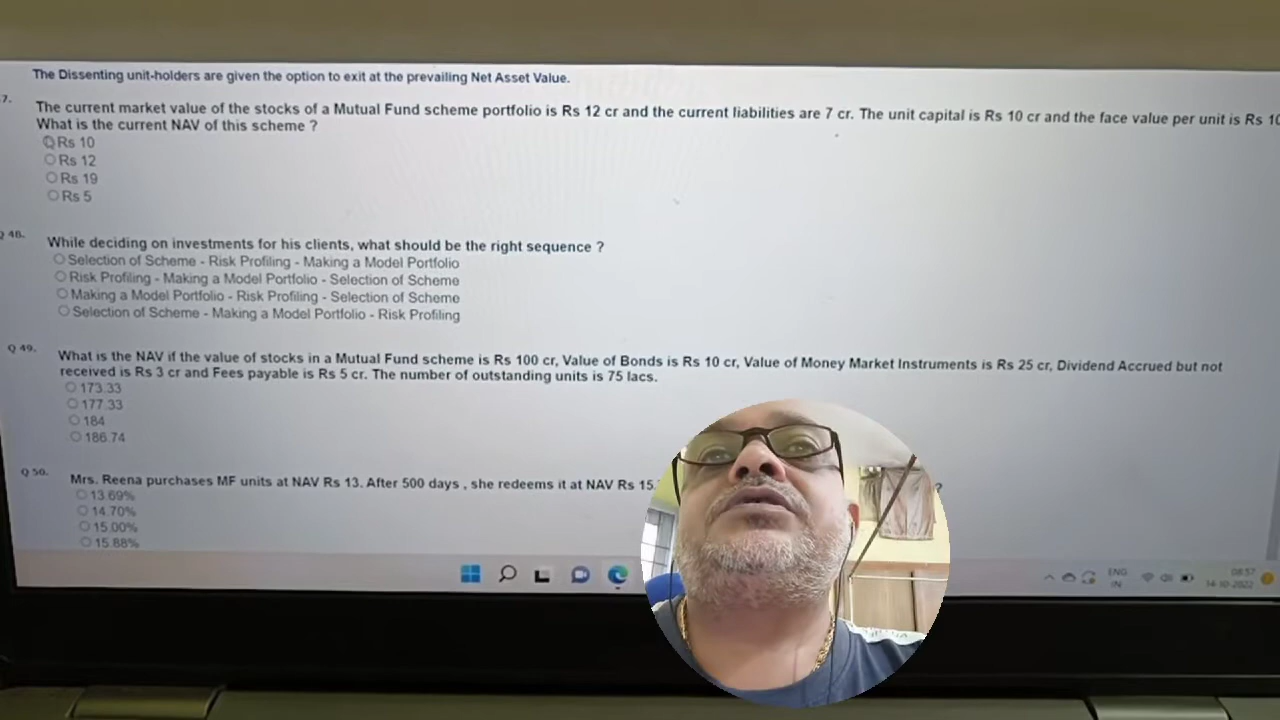 The Dissenting unit-holders are given the option to exit at the prevailing Net Asset Value.
7.
The current market value of the stocks of a Mutual Fund scheme portfolio is Rs 12 cr and the current liabilities are 7 cr. The unit capital is Rs 10 cr and the face value per unit is Rs 10
What is the current NAV of this scheme ?
Rs 10
Rs 12
Rs 19
Rs 5
Q 48.
While deciding on investments for his clients, what should be the right sequence ?
Selection of Scheme - Risk Profiling - Making a Model Portfolio
Risk Profiling - Making a Model Portfolio - Selection of Scheme
Making a Model Portfolio - Risk Profiling - Selection of Scheme
Selection of Scheme - Making a Model Portfolio - Risk Profiling
Q 49.
What is the NAV if the value of stocks in a Mutual Fund scheme is Rs 100 cr, Value of Bonds is Rs 10 cr, Value of Money Market Instruments is Rs 25 cr, Dividend Accrued but not
received is Rs 3 cr and Fees payable is Rs 5 cr. The number of outstanding units is 75 lacs.
173.33
177.33
184
186.74
Q 50.
Mrs. Reena purchases MF units at NAV Rs 13. After 500 days , she redeems it at NAV Rs 15. ?
13.69%
14.70%
15.00%
15.88%
ENG
IN
08:57
14-10-2022